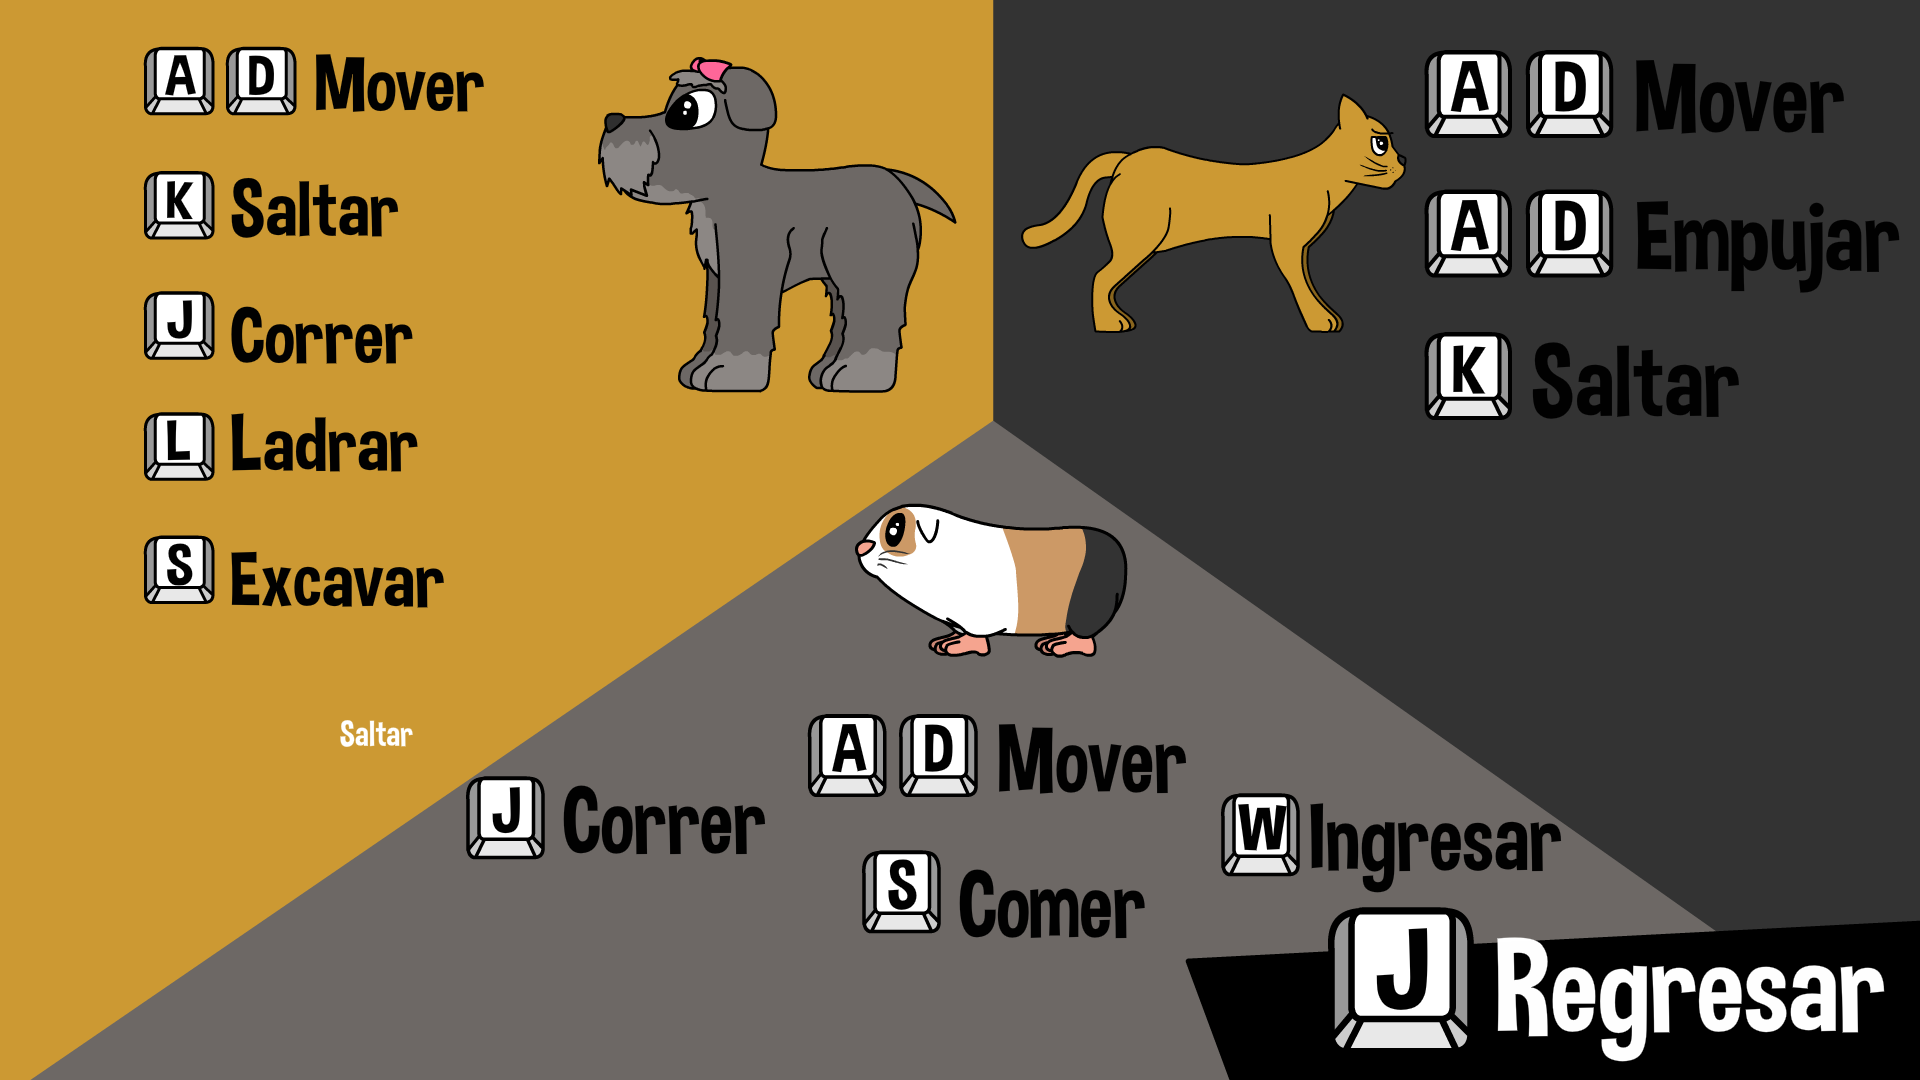 A D Mover
K Saltar
J Correr
L Ladrar
S Excavar
Saltar
A D Mover
A D Empujar
K Saltar
A D Mover
J Correr
W Ingresar
S Comer
J Regresar